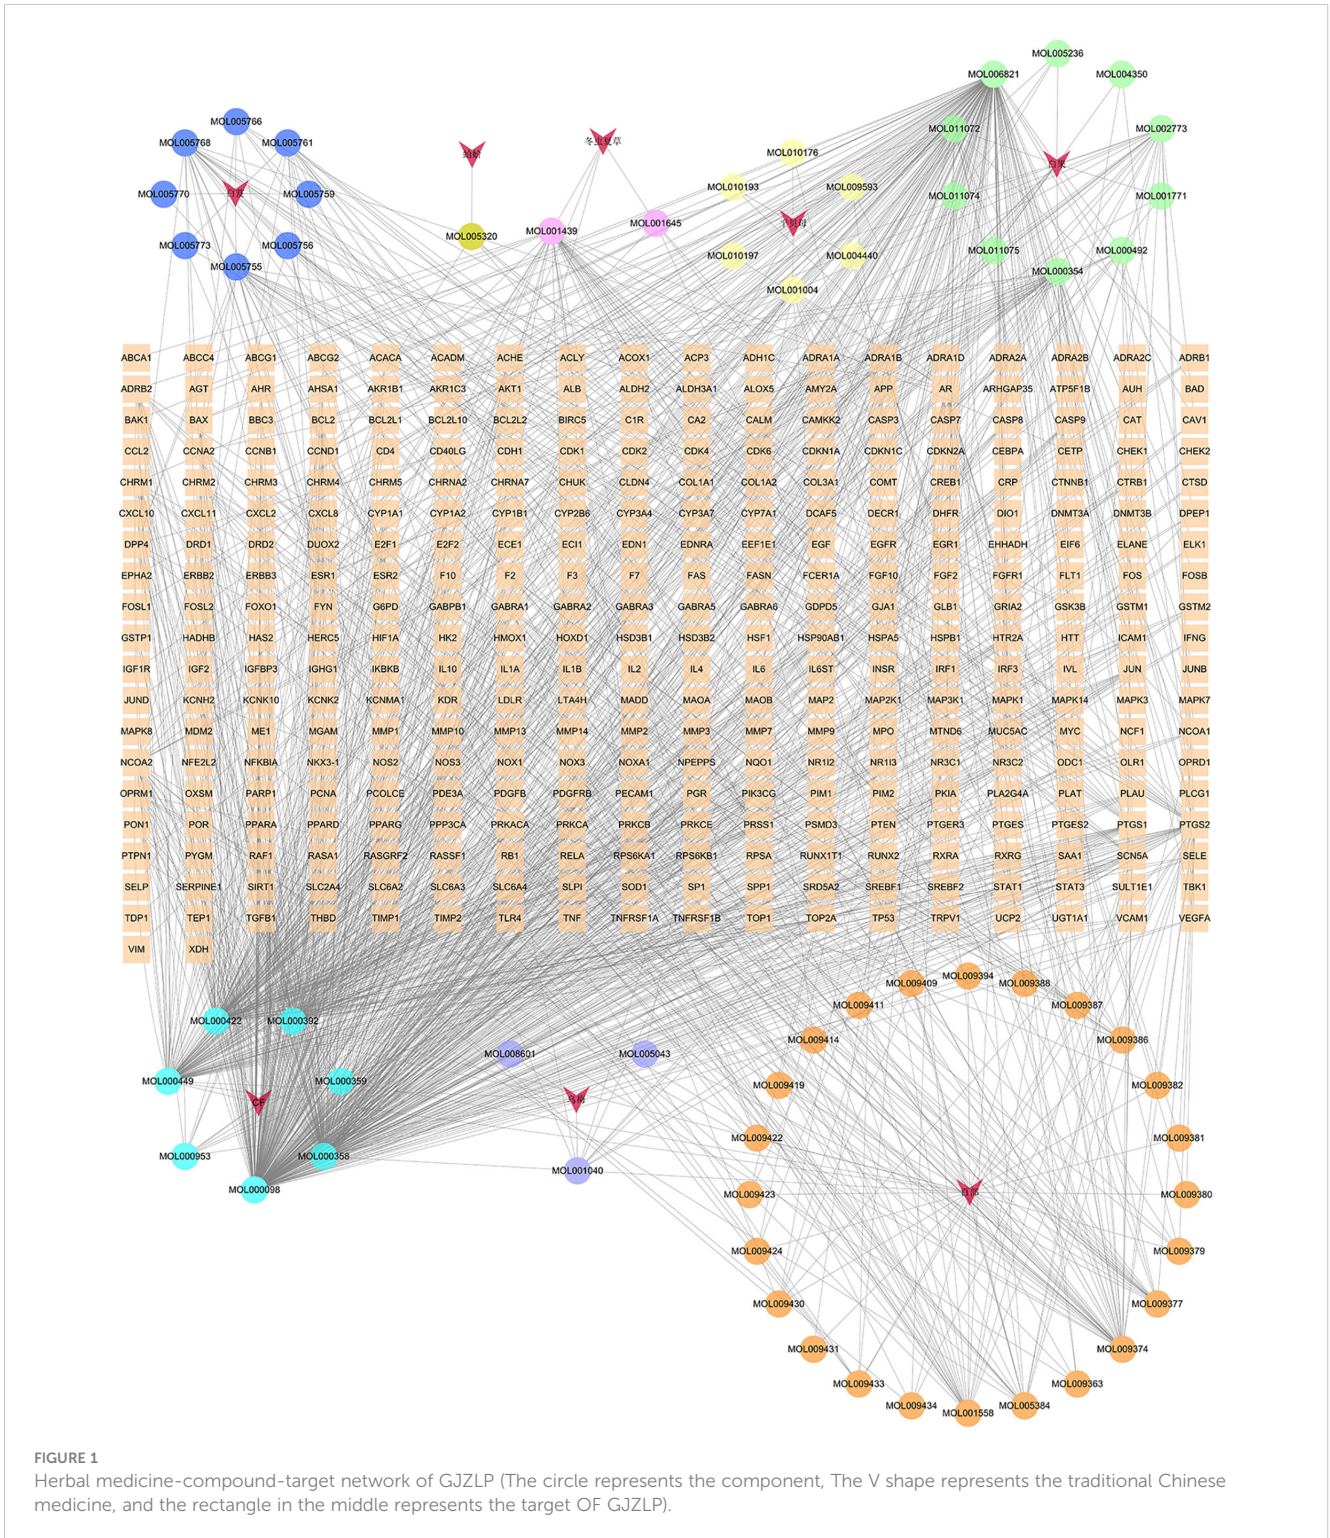 MOL005236
MOL006821 MOL004350
MOL005766
MOL005768 MOL005761 MOL011072 MOL002773
冬虫夏草
蛤蚧 MOL010176 白果
MOL005770 白及 MOL005759 MOL010193 MOL009593 MOL011074 MOL001771
MOL005773 MOL005756 MOL005320 MOL001439 MOL001645 川贝母 MOL011075 MOL000492
MOL005755 MOL010197 MOL004440 MOL000354
MOL001004
ABCA1 ABCC4 ABCG1 ABCG2 ACACA ACADM ACHE ACLY ACOX1 ACP3 ADH1C ADRA1A ADRA1B ADRA1D ADRA2A ADRA2B ADRA2C ADRB1
ADRB2 AGT AHR AHSA1 AKR1B1 AKR1C3 AKT1 ALB ALDH2 ALDH3A1 ALOX5 AMY2A APP AR ARHGAP35 ATP5F1B AUH BAD
BAK1 BAX BBC3 BCL2 BCL2L1 BCL2L10 BCL2L2 BIRC5 C1R CA2 CALM CAMKK2 CASP3 CASP7 CASP8 CASP9 CAT CAV1
CCL2 CCNA2 CCNB1 CCND1 CD4 CD40LG CDH1 CDK1 CDK2 CDK4 CDK6 CDKN1A CDKN1C CDKN2A CEBPA CETP CHEK1 CHEK2
CHRM1 CHRM2 CHRM3 CHRM4 CHRM5 CHRNA2 CHRNA7 CHUK CLDN4 COL1A1 COL1A2 COL3A1 COMT CREB1 CRP CTNNB1 CTRB1 CTSD
CXCL10 CXCL11 CXCL2 CXCL8 CYP1A1 CYP1A2 CYP1B1 CYP2B6 CYP3A4 CYP3A7 CYP7A1 DCAF5 DECR1 DHFR DIO1 DNMT3A DNMT3B DPEP1
DPP4 DRD1 DRD2 DUOX2 E2F1 E2F2 ECE1 ECI1 EDN1 EDNRA EEF1E1 EGF EGFR EGR1 EHHADH EIF6 ELANE ELK1
EPHA2 ERBB2 ERBB3 ESR1 ESR2 F10 F2 F3 F7 FAS FASN FCER1A FGF10 FGF2 FGFR1 FLT1 FOS FOSB
FOSL1 FOSL2 FOXO1 FYN G6PD GABPB1 GABRA1 GABRA2 GABRA3 GABRA5 GABRA6 GDPD5 GJA1 GLB1 GRIA2 GSK3B GSTM1 GSTM2
GSTP1 HADHB HAS2 HERC5 HIF1A HK2 HMOX1 HOXD1 HSD3B1 HSD3B2 HSF1 HSP90AB1 HSPA5 HSPB1 HTR2A HTT ICAM1 IFNG
IGF1R IGF2 IGFBP3 IGHG1 IKBKB IL10 IL1A IL1B IL2 IL4 IL6 IL6ST INSR IRF1 IRF3 IVL JUN JUNB
JUND KCNH2 KCNK10 KCNK2 KCNMA1 KDR LDLR LTA4H MADD MAOA MAOB MAP2 MAP2K1 MAP3K1 MAPK1 MAPK14 MAPK3 MAPK7
MAPK8 MDM2 ME1 MGAM MMP1 MMP10 MMP13 MMP14 MMP2 MMP3 MMP7 MMP9 MPO MTND6 MUC5AC MYC NCF1 NCOA1
NCOA2 NFE2L2 NFKBIA NKX3-1 NOS2 NOS3 NOX1 NOX3 NOXA1 NPEPPS NQO1 NR1I2 NR1I3 NR3C1 NR3C2 ODC1 OLR1 OPRD1
OPRM1 OXSM PARP1 PCNA PCOLCE PDE3A PDGFB PDGFRB PECAM1 PGR PIK3CG PIM1 PIM2 PKIA PLA2G4A PLAT PLAU PLCG1
PON1 POR PPARA PPARD PPARG PPP3CA PRKACA PRKCA PRKCB PRKCE PRSS1 PSMD3 PTEN PTGER3 PTGES PTGES2 PTGS1 PTGS2
PTPN1 PYGM RAF1 RASA1 RASGRF2 RASSF1 RB1 RELA RPS6KA1 RPS6KB1 RPSA RUNX1T1 RUNX2 RXRA RXRG SAA1 SCN5A SELE
SELP SERPINE1 SIRT1 SLC2A4 SLC6A2 SLC6A3 SLC6A4 SLPI SOD1 SP1 SPP1 SRD5A2 SREBF1 SREBF2 STAT1 STAT3 SULT1E1 TBK1
TDP1 TEP1 TGFB1 THBD TIMP1 TIMP2 TLR4 TNF TNFRSF1A TNFRSF1B TOP1 TOP2A TP53 TRPV1 UCP2 UGT1A1 VCAM1 VEGFA
VIM XDH
MOL009409 MOL009394 MOL009388
MOL009411 MOL009387
MOL000422 MOL000392 MOL009414 MOL009386
MOL008601 MOL005043
MOL000449 MOL000359 MOL009419 MOL009382
CF 乌梅
MOL009422 MOL009381
MOL000953 MOL000358 MOL001040
MOL000098 MOL009423 百部 MOL009380
MOL009424 MOL009379
MOL009430 MOL009377
MOL009431 MOL009374
MOL009433 MOL009363
MOL009434 MOL001558 MOL005384
FIGURE 1
Herbal medicine-compound-target network of GJZLP (The circle represents the component, The V shape represents the traditional Chinese
medicine, and the rectangle in the middle represents the target OF GJZLP).